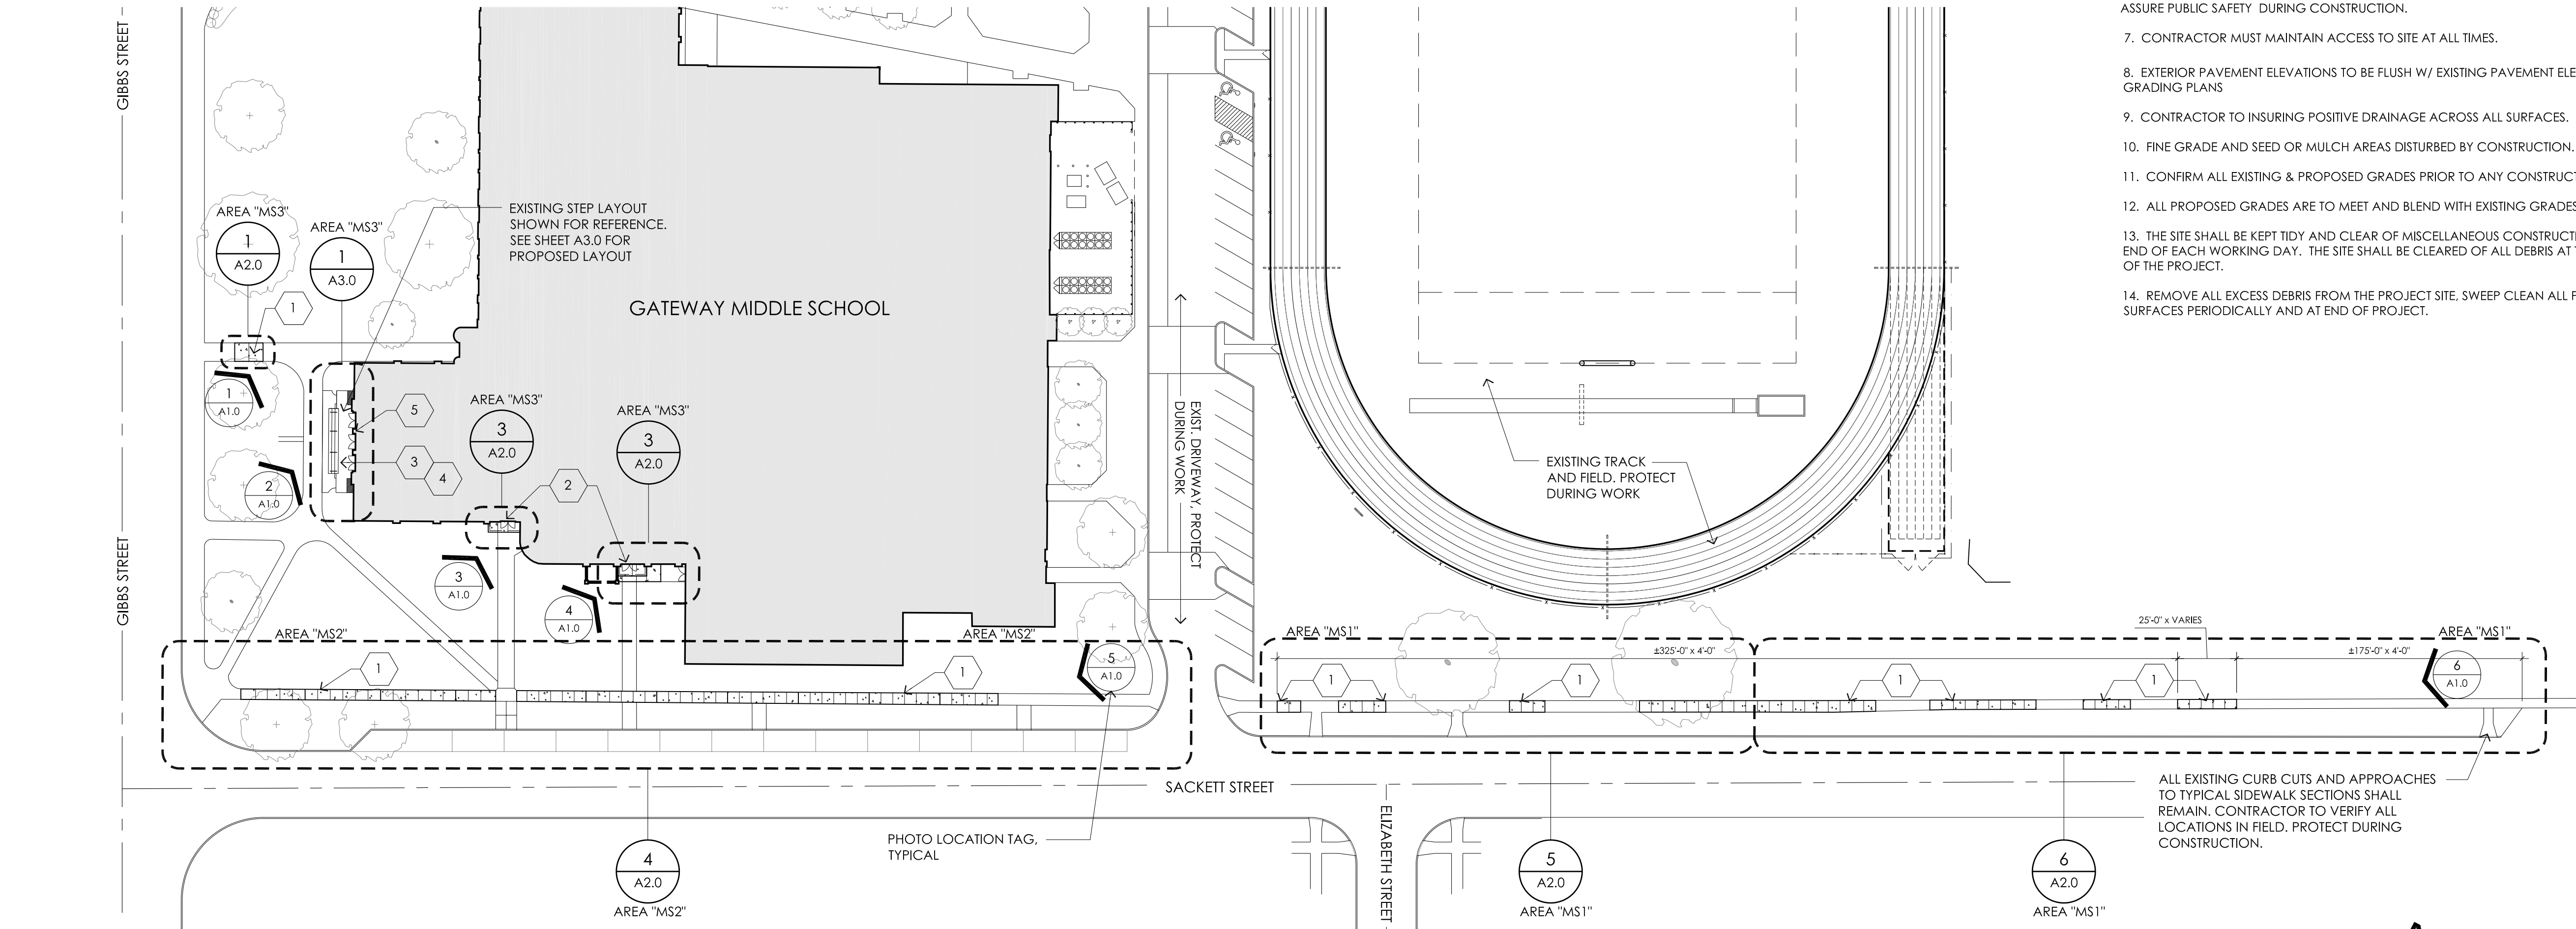 GIBBS STREET
GIBBS STREET
AREA "MS3"
1
A2.0
AREA "MS3"
1
A3.0
1
EXISTING STEP LAYOUT
SHOWN FOR REFERENCE.
SEE SHEET A3.0 FOR
PROPOSED LAYOUT
GATEWAY MIDDLE SCHOOL
1
A1.0
2
A1.0
5
3
4
AREA "MS3"
3
A2.0
AREA "MS3"
3
A2.0
2
3
A1.0
4
A1.0
EXIST. DRIVEWAY, PROTECT
DURING WORK
EXISTING TRACK
AND FIELD. PROTECT
DURING WORK
AREA "MS2"
AREA "MS2"
1
1
5
A1.0
AREA "MS1"
±325'-0" x 4'-0"
25'-0" x VARIES
±175'-0" x 4'-0"
AREA "MS1"
1
1
1
1
6
A1.0
SACKETT STREET
ELIZABETH STREET
PHOTO LOCATION TAG,
TYPICAL
ALL EXISTING CURB CUTS AND APPROACHES
TO TYPICAL SIDEWALK SECTIONS SHALL
REMAIN. CONTRACTOR TO VERIFY ALL
LOCATIONS IN FIELD. PROTECT DURING
CONSTRUCTION.
4
A2.0
AREA "MS2"
5
A2.0
AREA "MS1"
6
A2.0
AREA "MS1"
ASSURE PUBLIC SAFETY DURING CONSTRUCTION.
7. CONTRACTOR MUST MAINTAIN ACCESS TO SITE AT ALL TIMES.
8. EXTERIOR PAVEMENT ELEVATIONS TO BE FLUSH W/ EXISTING PAVEMENT ELE
GRADING PLANS
9. CONTRACTOR TO INSURING POSITIVE DRAINAGE ACROSS ALL SURFACES.
10. FINE GRADE AND SEED OR MULCH AREAS DISTURBED BY CONSTRUCTION.
11. CONFIRM ALL EXISTING & PROPOSED GRADES PRIOR TO ANY CONSTRUCT
12. ALL PROPOSED GRADES ARE TO MEET AND BLEND WITH EXISTING GRADES
13. THE SITE SHALL BE KEPT TIDY AND CLEAR OF MISCELLANEOUS CONSTRUCTI
END OF EACH WORKING DAY. THE SITE SHALL BE CLEARED OF ALL DEBRIS AT
OF THE PROJECT.
14. REMOVE ALL EXCESS DEBRIS FROM THE PROJECT SITE, SWEEP CLEAN ALL
SURFACES PERIODICALLY AND AT END OF PROJECT.